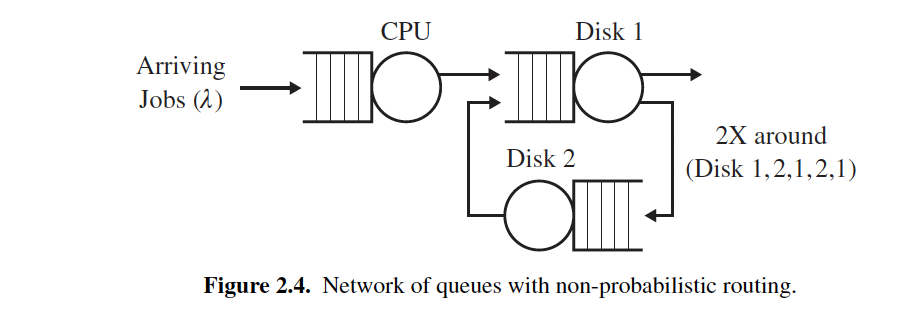 CPU
Disk 1
Arriving
Jobs (λ)
2X around
(Disk 1,2,1,2,1)
Disk 2
Figure 2.4. Network of queues with non-probabilistic routing.